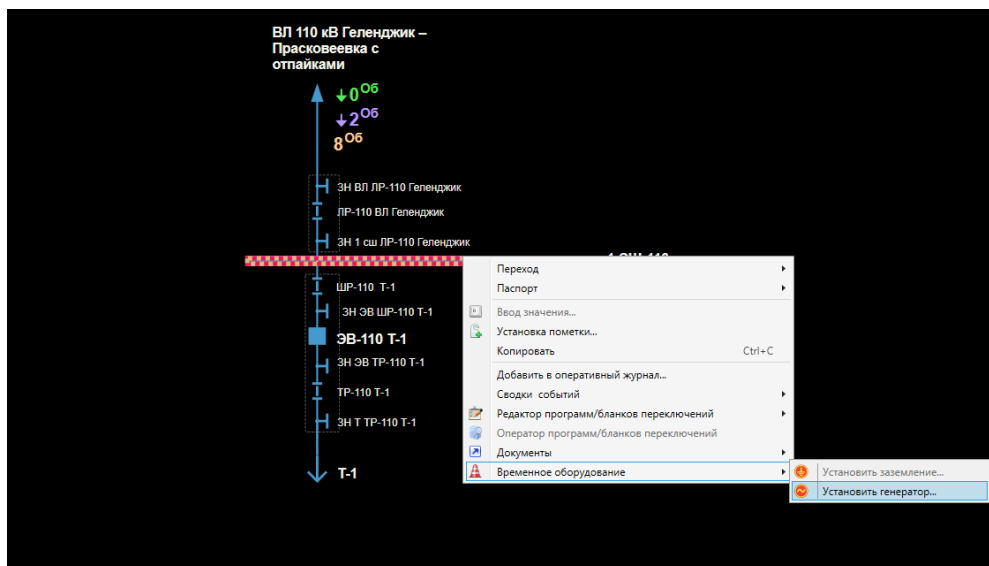 ВЛ 110 кВ Геленджик –
Прасковеевка с
отпайками
↓0Об
↓2Об
8Об
ЗН ВЛ ЛР-110 Геленджик
ЛР-110 ВЛ Геленджик
ЗН 1 сш ЛР-110 Геленджик
ШР-110 Т-1
ЗН ЭВ ШР-110 Т-1
ЭВ-110 Т-1
ЗН ЭВ ТР-110 Т-1
ТР-110 Т-1
ЗН Т ТР-110 Т-1
Т-1
Переход
Паспорт
Ввод значения...
Установка пометки...
Копировать Ctrl+C
Добавить в оперативный журнал...
Сводки событий
Редактор программ/бланков переключений
Оператор программ/бланков переключений
Документы
Временное оборудование
Установить заземление...
Установить генератор...